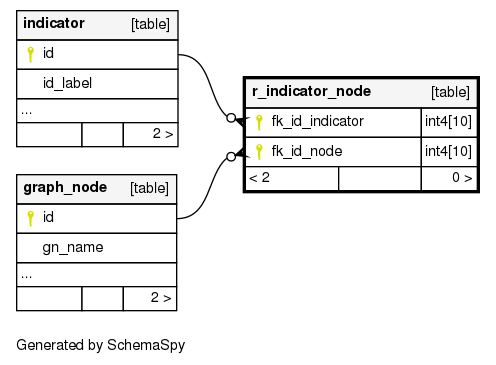 indicator [table]
id
id_label
...
2 >
r_indicator_node [table]
fk_id_indicator int4[10]
fk_id_node int4[10]
< 2 0 >
graph_node [table]
id
gn_name
...
2 >
Generated by SchemaSpy